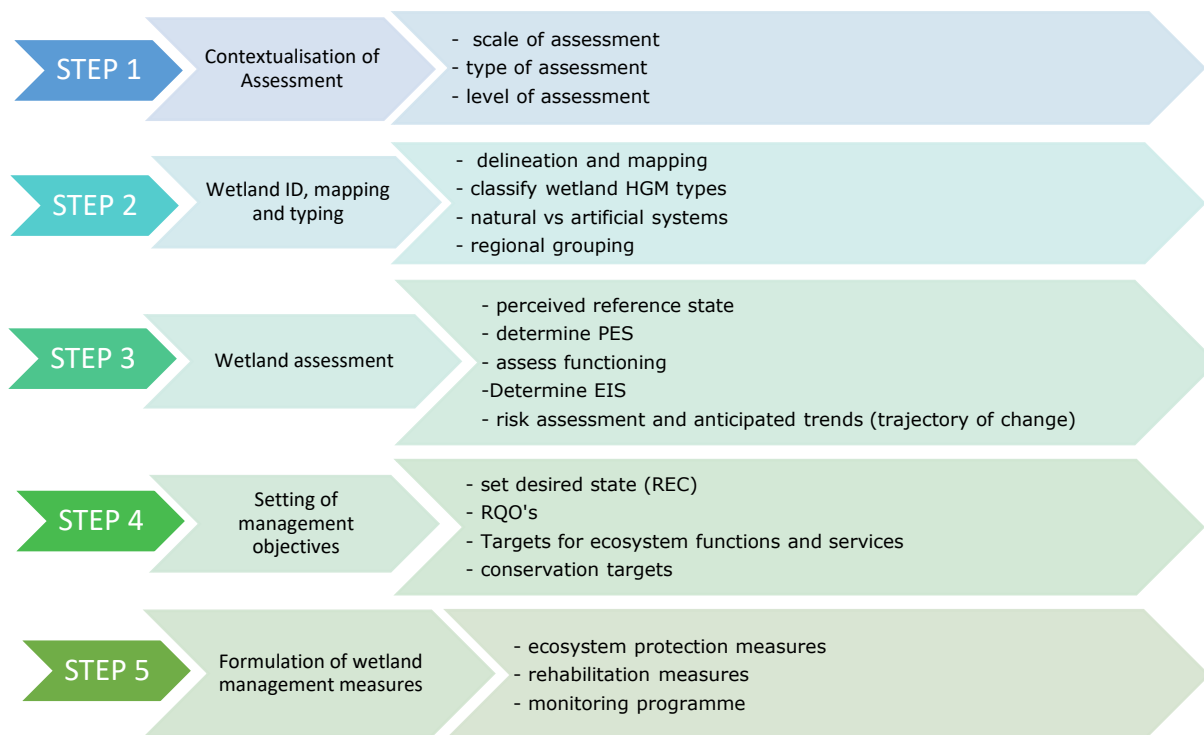 STEP 1
Contextualisation of
Assessment
- scale of assessment
- type of assessment
- level of assessment
STEP 2
Wetland ID, mapping
and typing
- delineation and mapping
- classify wetland HGM types
- natural vs artificial systems
- regional grouping
STEP 3
Wetland assessment
- perceived reference state
- determine PES
- assess functioning
-Determine EIS
- risk assessment and anticipated trends (trajectory of change)
STEP 4
Setting of
management
objectives
- set desired state (REC)
- RQO's
- Targets for ecosystem functions and services
- conservation targets
STEP 5
Formulation of wetland
management measures
- ecosystem protection measures
- rehabilitation measures
- monitoring programme